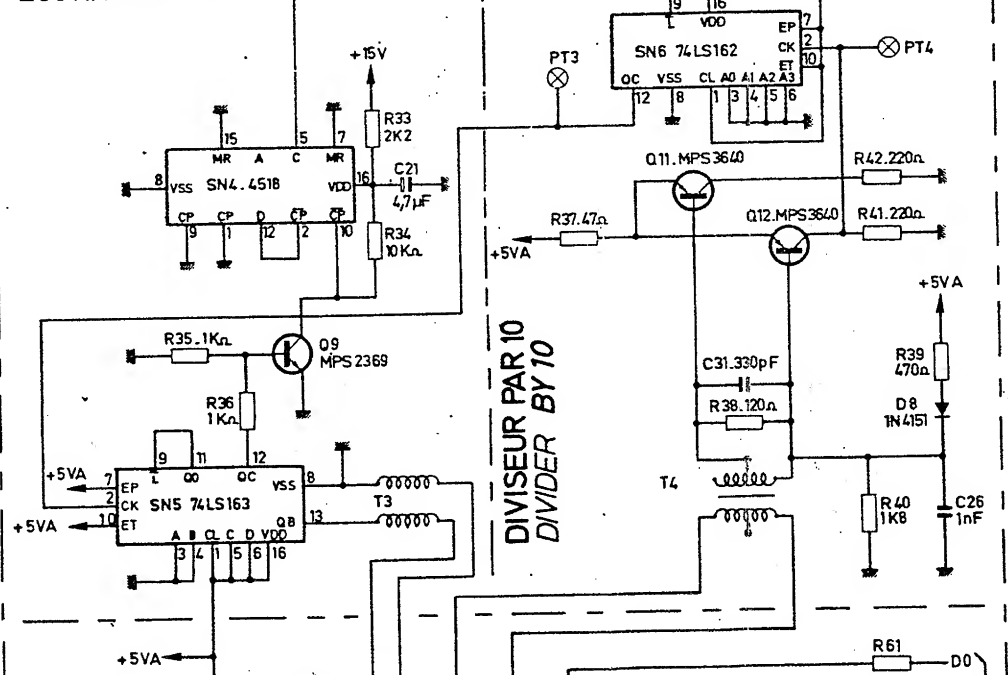 9 16
L VDD
EP 7
SN6 74LS162
CK 2
PT4
ET 10
QC VSS CL A0 A1 A2 A3
12 8 1 3 4 5 6
PT3
+15V
R33
2K2
15 5 7
MR A C MR
SN4.4518
8 VSS
VDD 16
C21
4,7µF
CP CP D CP CP
9 1 12 2 10
R34
10KΩ
Q11.MPS3640
R42.220Ω
Q12.MPS3640
R41.220Ω
R37.47Ω
+5VA
+5VA
R35.1KΩ
Q9
MPS2369
R36
1KΩ
DIVISEUR PAR 10
DIVIDER BY 10
C31.330pF
R38.120Ω
R39
470Ω
D8
1N4151
T4
R40
1K8
C26
1nF
9 11 12
L QD QC
+5VA
7 EP
VSS 8
2 CK
SN5 74LS163
T3
+5VA
10 ET
QB 13
A B CL C D VDD
3 4 1 5 6 16
+5VA
R61
D0